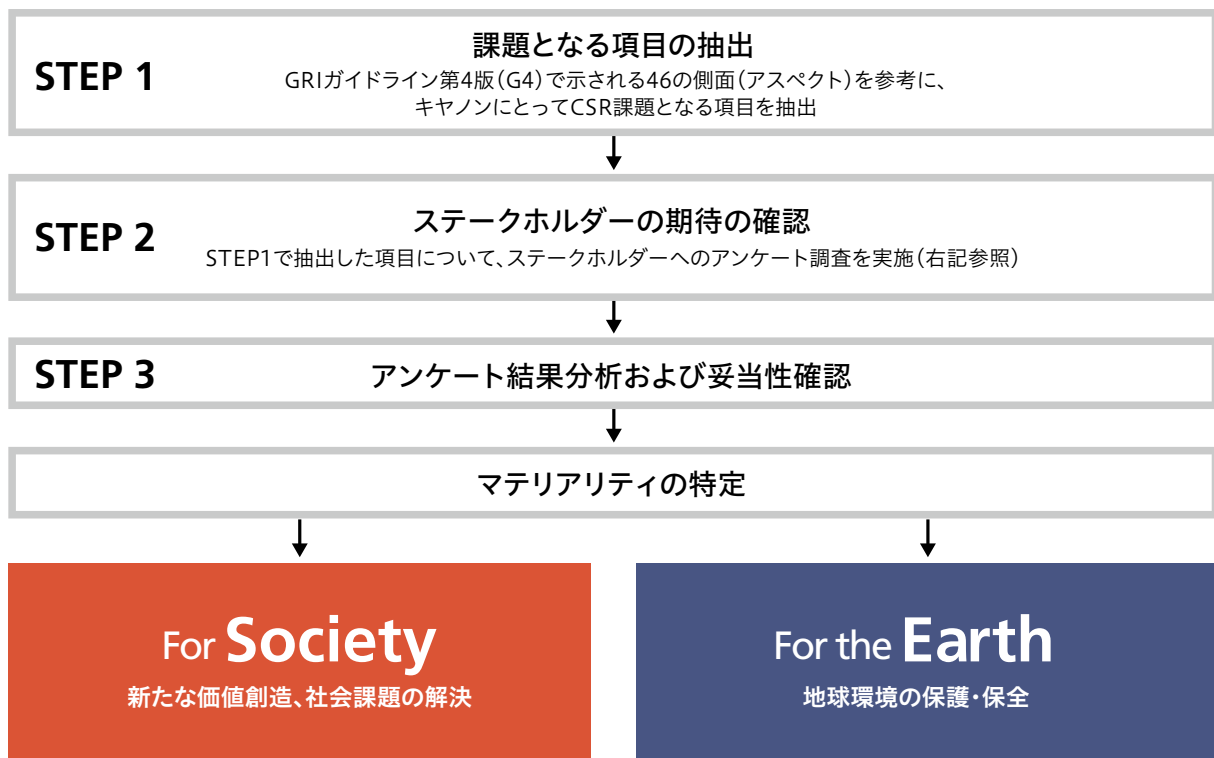 STEP 1
課題となる項目の抽出
GRIガイドライン第4版（G4）で示される46の側面（アスペクト）を参考に、
キヤノンにとってCSR課題となる項目を抽出
STEP 2
ステークホルダーの期待の確認
STEP1で抽出した項目について、ステークホルダーへのアンケート調査を実施（右記参照）
STEP 3
アンケート結果分析および妥当性確認
マテリアリティの特定
For Society
新たな価値創造、社会課題の解決
For the Earth
地球環境の保護・保全